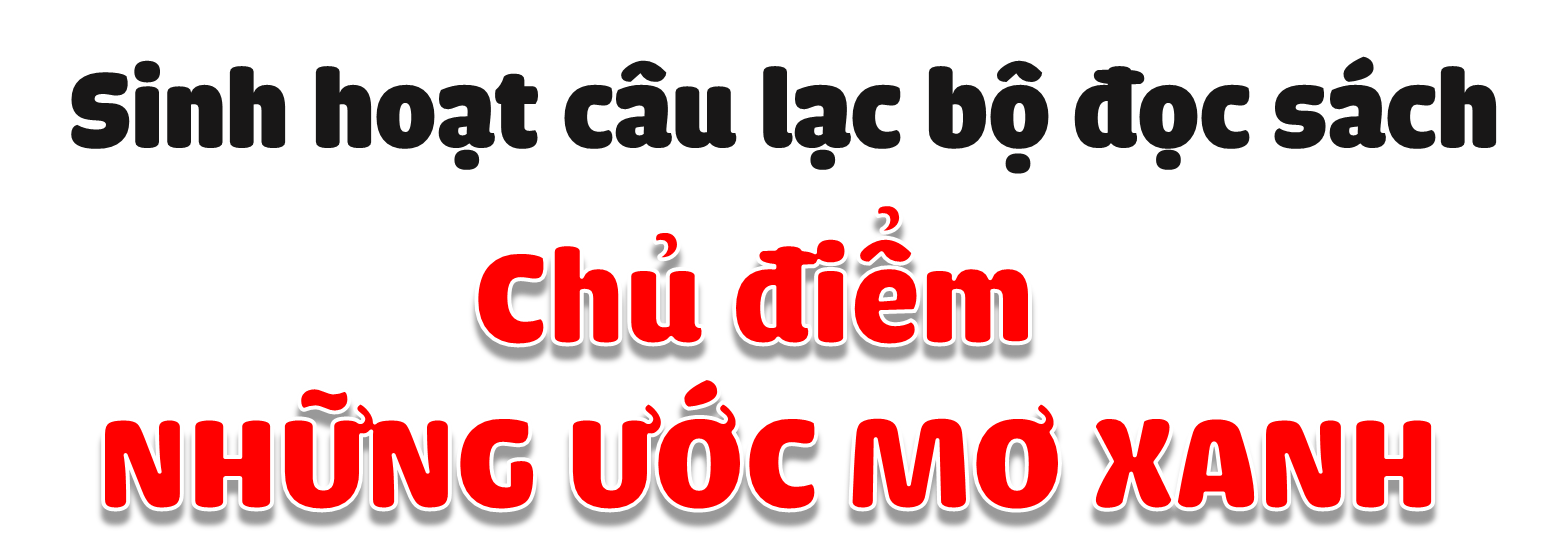 Sinh hoạt câu lạc bộ đọc sách
Chủ điểm
NHỮNG ƯỚC MƠ XANH